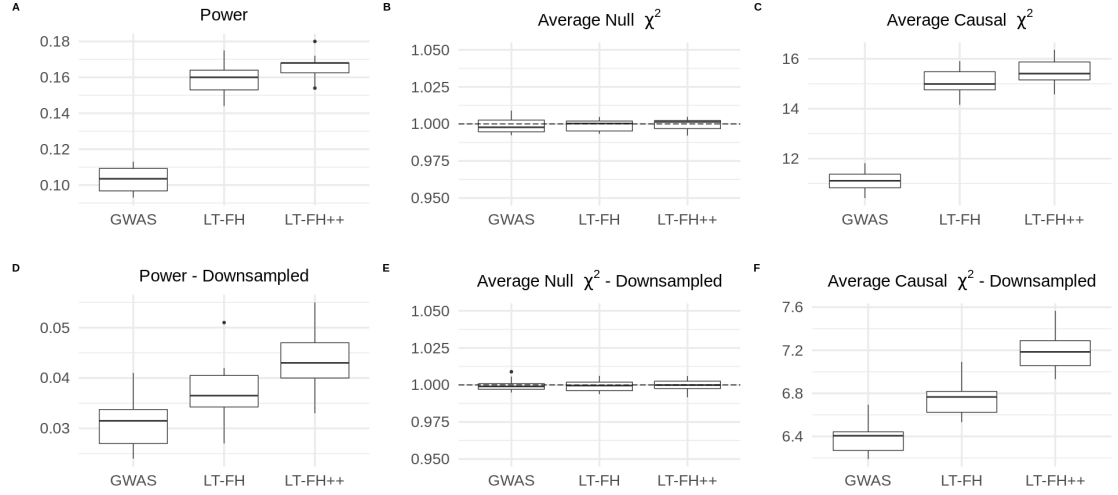 A Power
0.18
0.16
0.14
0.12
0.10
GWAS LT-FH LT-FH++
B Average Null χ²
1.050
1.025
1.000
0.975
0.950
GWAS LT-FH LT-FH++
C Average Causal χ²
16
14
12
GWAS LT-FH LT-FH++
D Power - Downsampled
0.05
0.04
0.03
GWAS LT-FH LT-FH++
E Average Null χ² - Downsampled
1.050
1.025
1.000
0.975
0.950
GWAS LT-FH LT-FH++
F Average Causal χ² - Downsampled
7.6
7.2
6.8
6.4
GWAS LT-FH LT-FH++